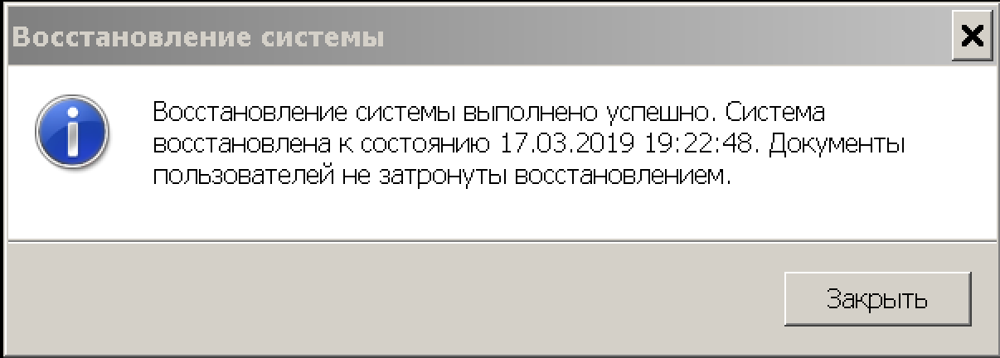 Восстановление системы
Восстановление системы выполнено успешно. Система
восстановлена к состоянию 17.03.2019 19:22:48. Документы
пользователей не затронуты восстановлением.
Закрыть